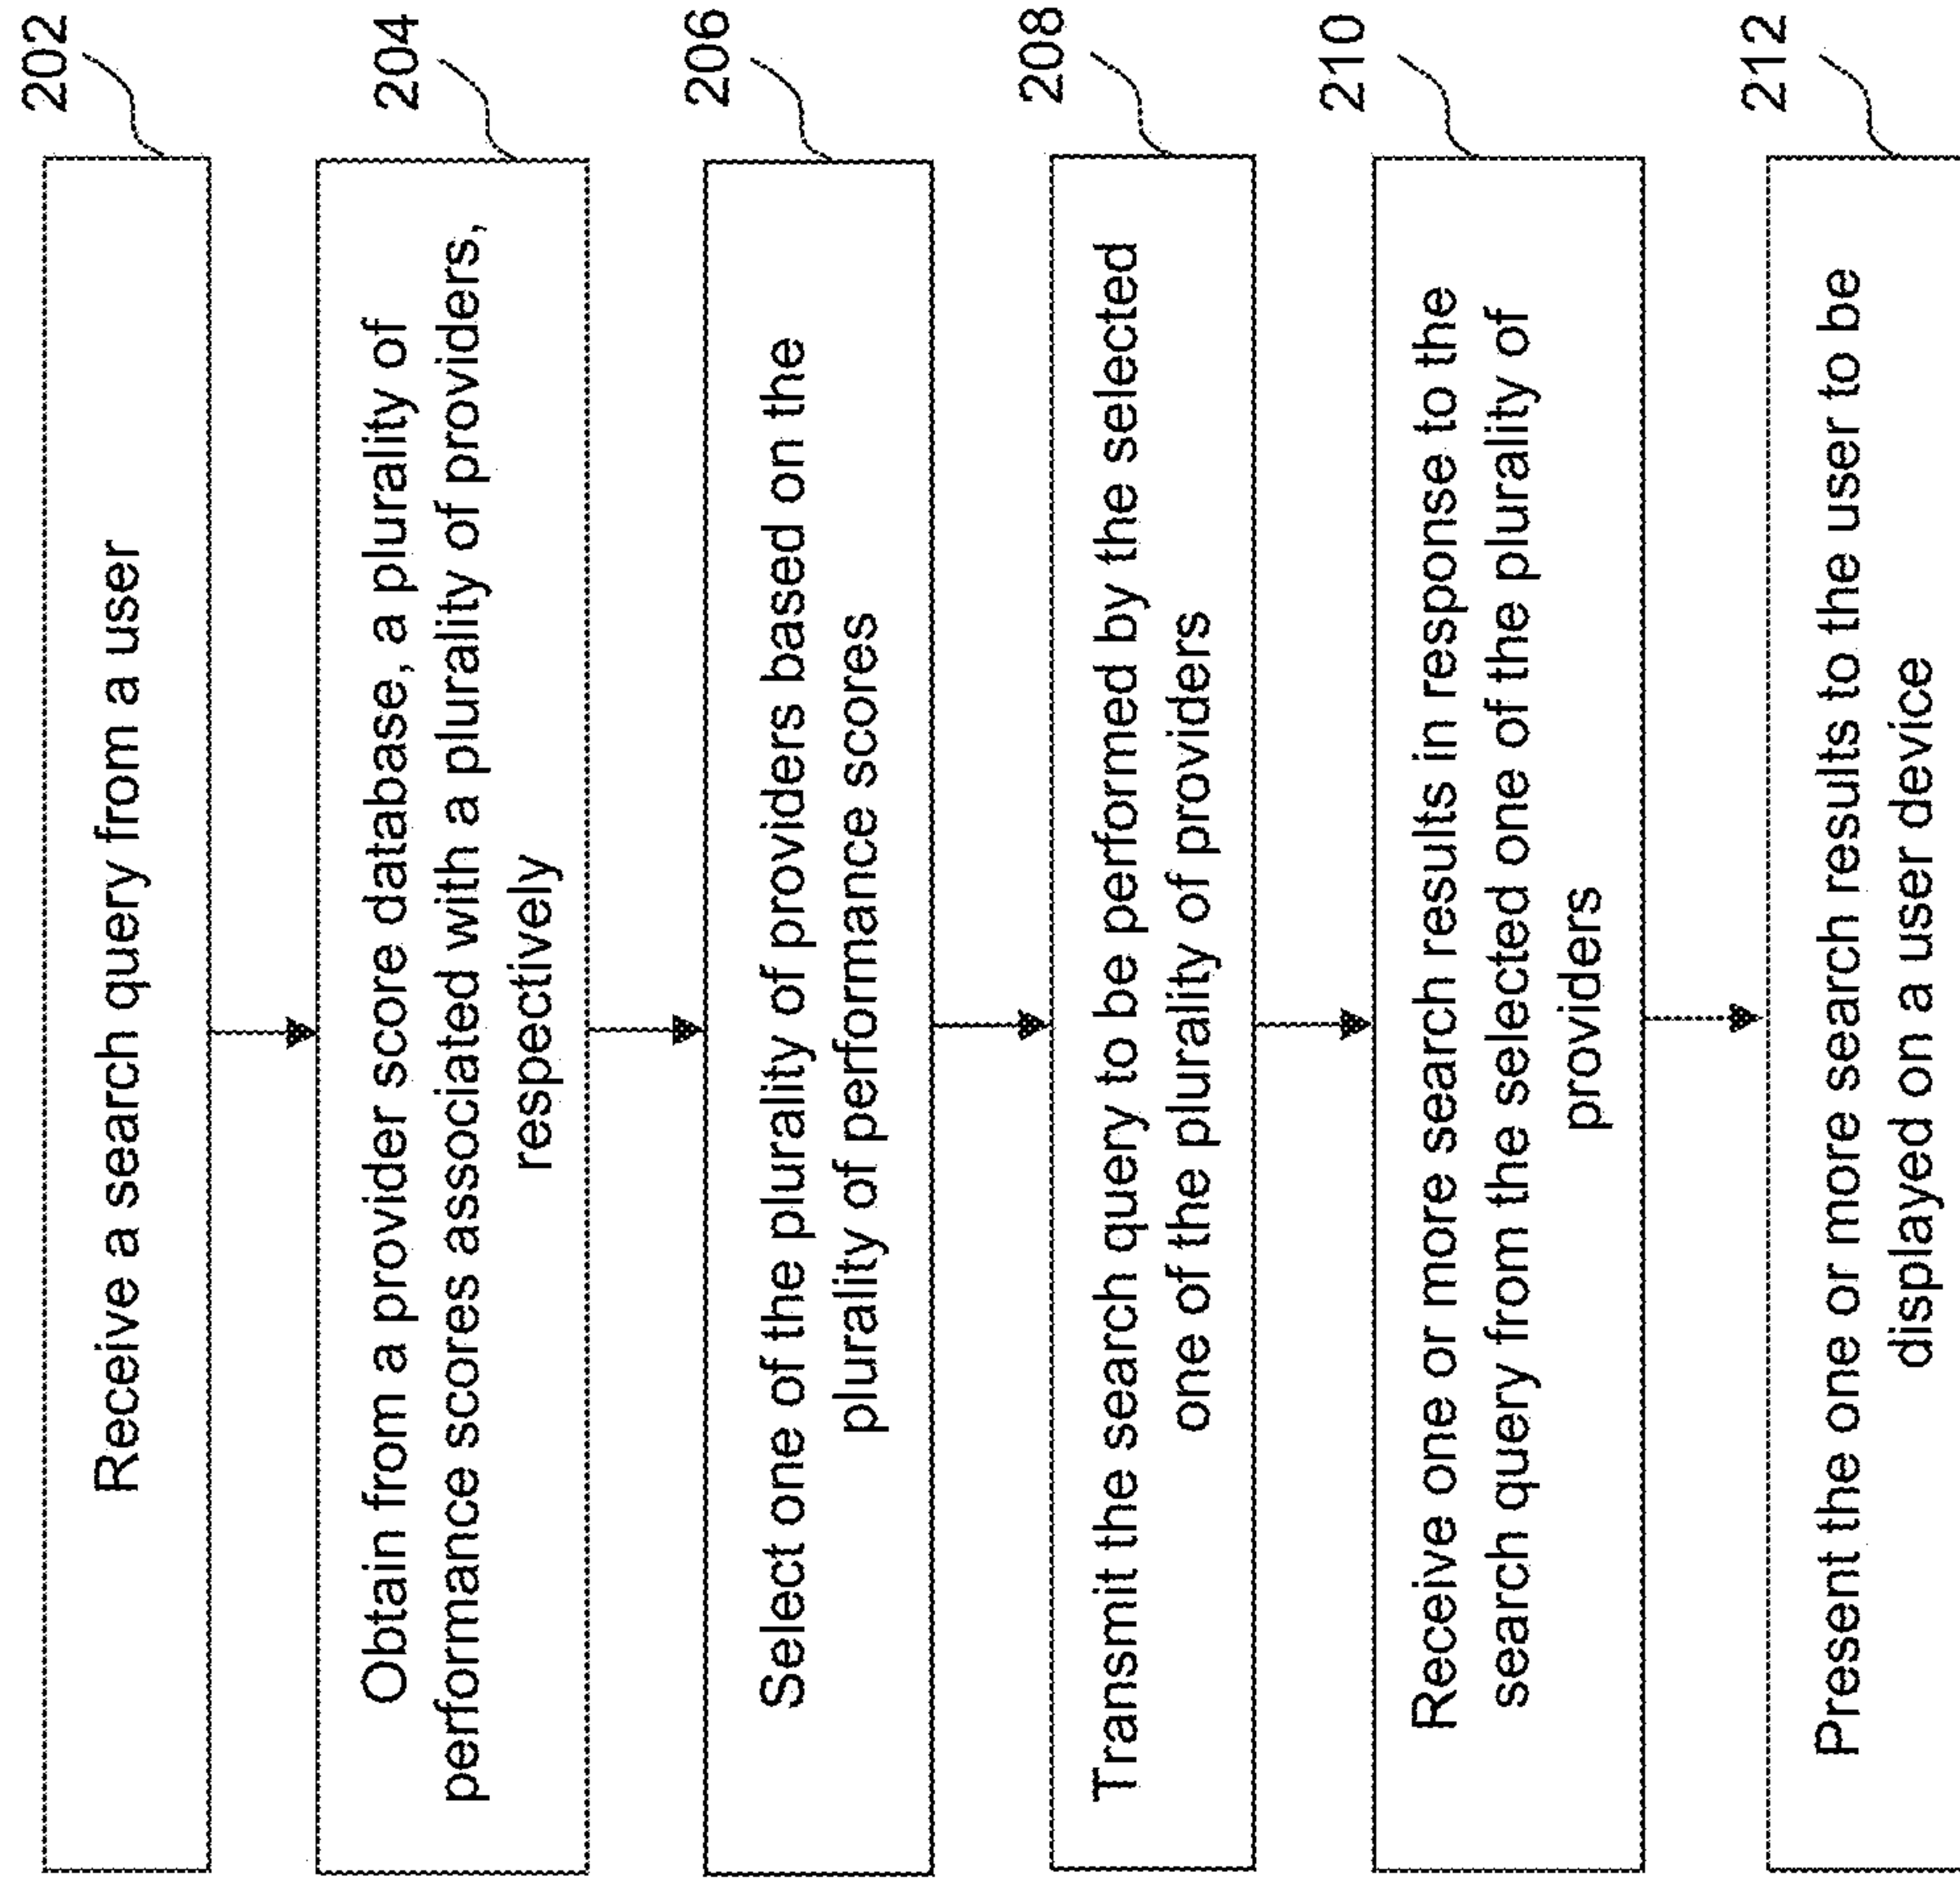 202
Receive a search query from a user
204
Obtain from a provider score database, a plurality of
performance scores associated with a plurality of providers,
respectively
206
Select one of the plurality of providers based on the
plurality of performance scores
208
Transmit the search query to be performed by the selected
one of the plurality of providers
210
Receive one or more search results in response to the
search query from the selected one of the plurality of
providers
212
Present the one or more search results to the user to be
displayed on a user device